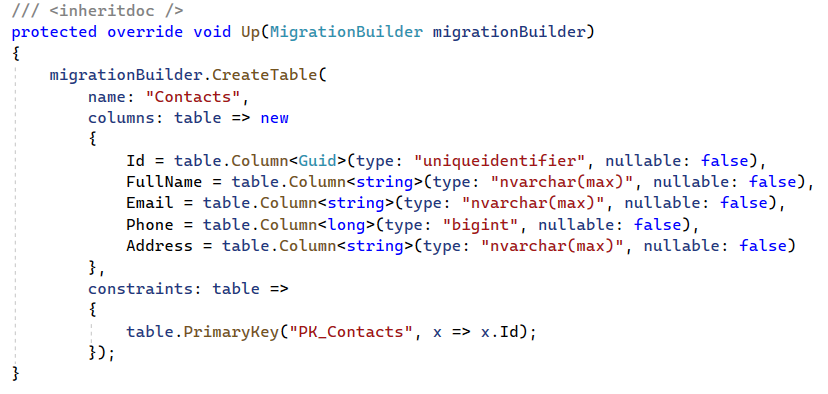 /// <inheritdoc />
protected override void Up(MigrationBuilder migrationBuilder)
{
    migrationBuilder.CreateTable(
        name: "Contacts",
        columns: table => new
        {
            Id = table.Column<Guid>(type: "uniqueidentifier", nullable: false),
            FullName = table.Column<string>(type: "nvarchar(max)", nullable: false),
            Email = table.Column<string>(type: "nvarchar(max)", nullable: false),
            Phone = table.Column<long>(type: "bigint", nullable: false),
            Address = table.Column<string>(type: "nvarchar(max)", nullable: false)
        },
        constraints: table =>
        {
            table.PrimaryKey("PK_Contacts", x => x.Id);
        });
}